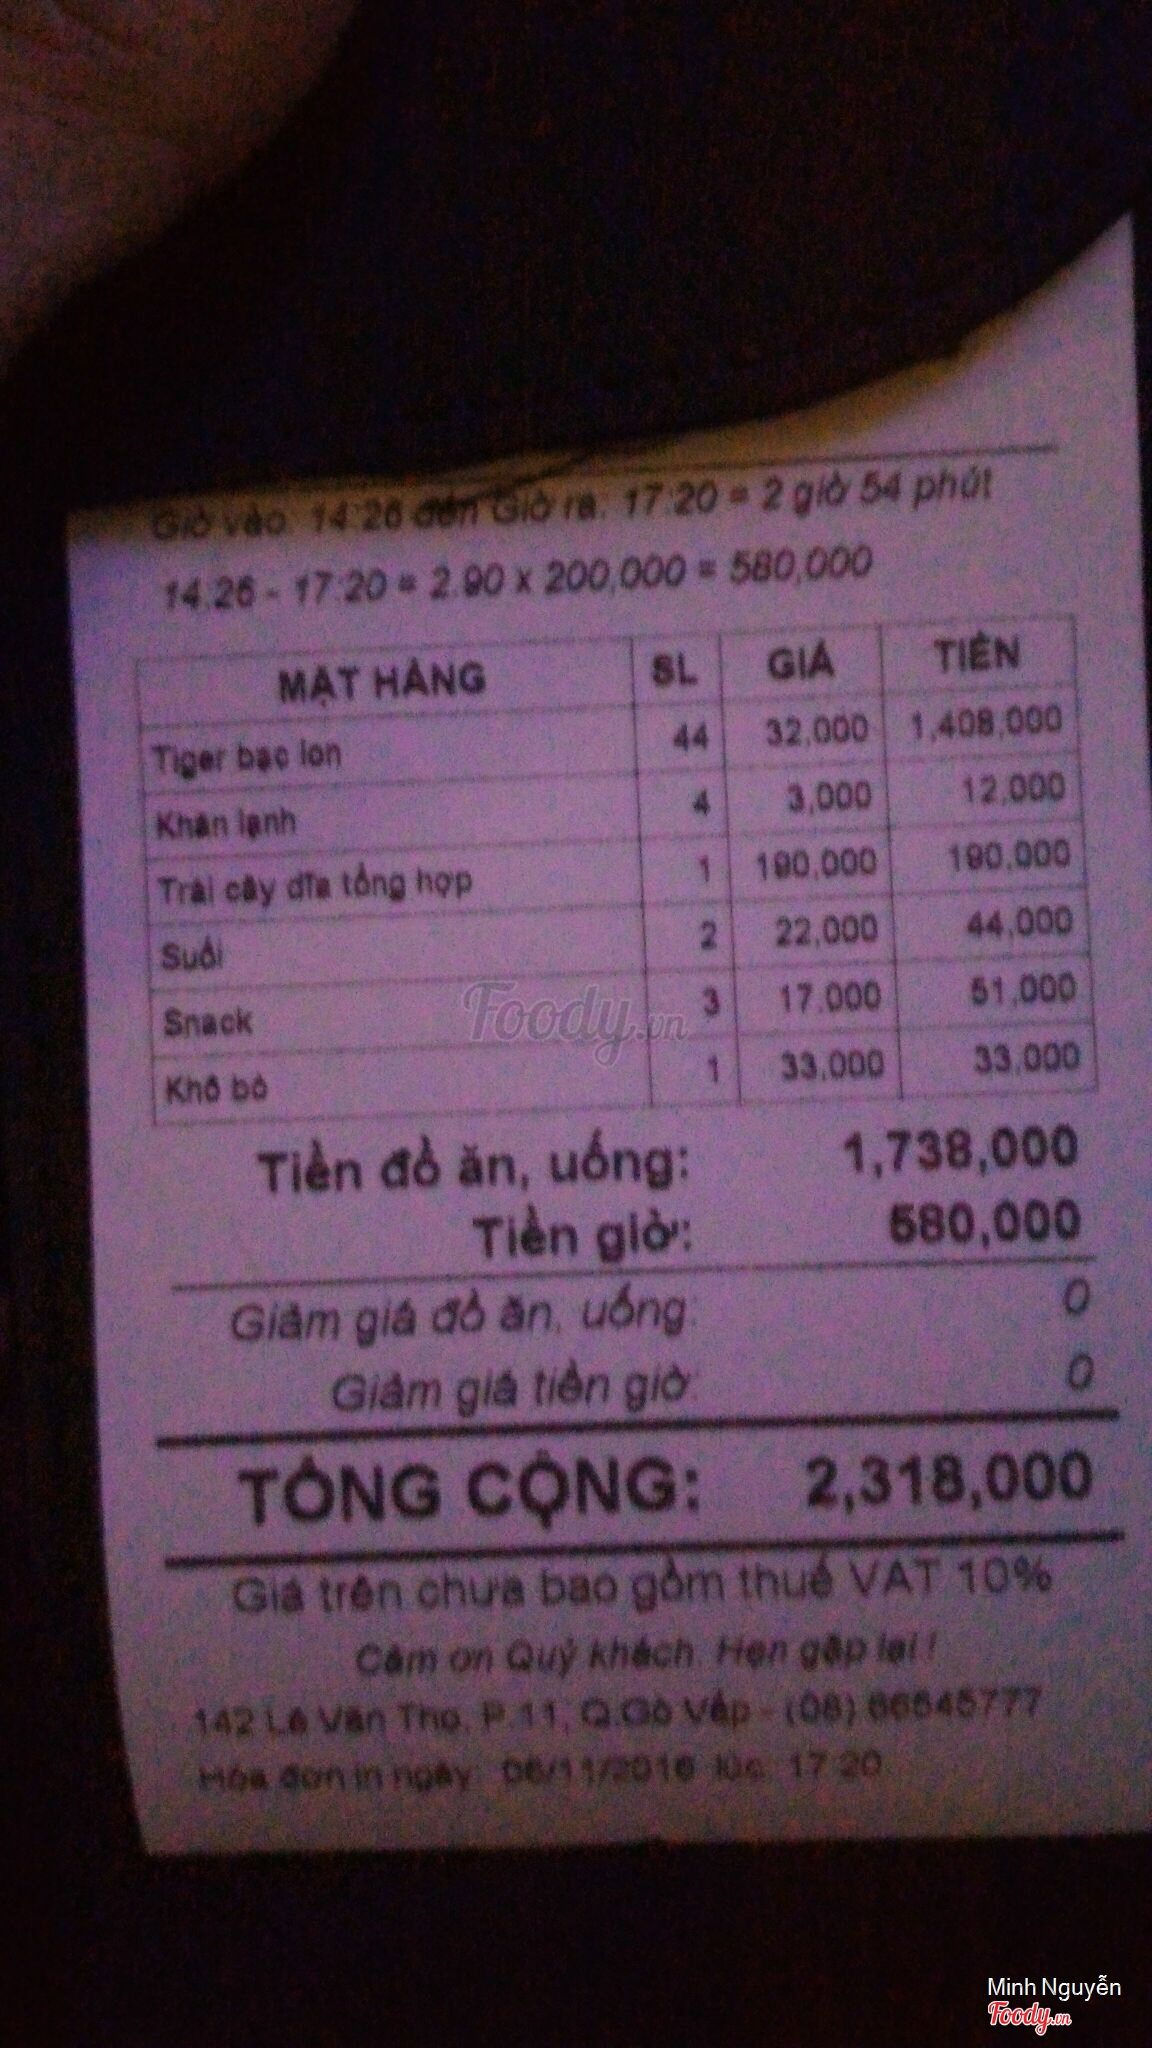 Giờ vào: 14:26 đến Giờ ra: 17:20 = 2 giờ 54 phút
14:26 - 17:20 = 2.90 x 200,000 = 580,000
MẶT HÀNG SL GIÁ TIỀN
Tiger bạc lon 44 32,000 1,408,000
Khăn lạnh 4 3,000 12,000
Trái cây dĩa tổng hợp 1 190,000 190,000
Suối 2 22,000 44,000
Snack 3 17,000 51,000
Khô bò 1 33,000 33,000
Tiền đồ ăn, uống: 1,738,000
Tiền giờ: 580,000
Giảm giá đồ ăn, uống: 0
Giảm giá tiền giờ: 0
TỔNG CỘNG: 2,318,000
Giá trên chưa bao gồm thuế VAT 10%
Cảm ơn Quý khách. Hẹn gặp lại !
142 Lê Văn Thọ, P.11, Q.Gò Vấp - (08)
Hóa đơn in ngày: 06/11/2016 lúc: 17:20
Foody.vn
Minh Nguyễn
Foody.vn